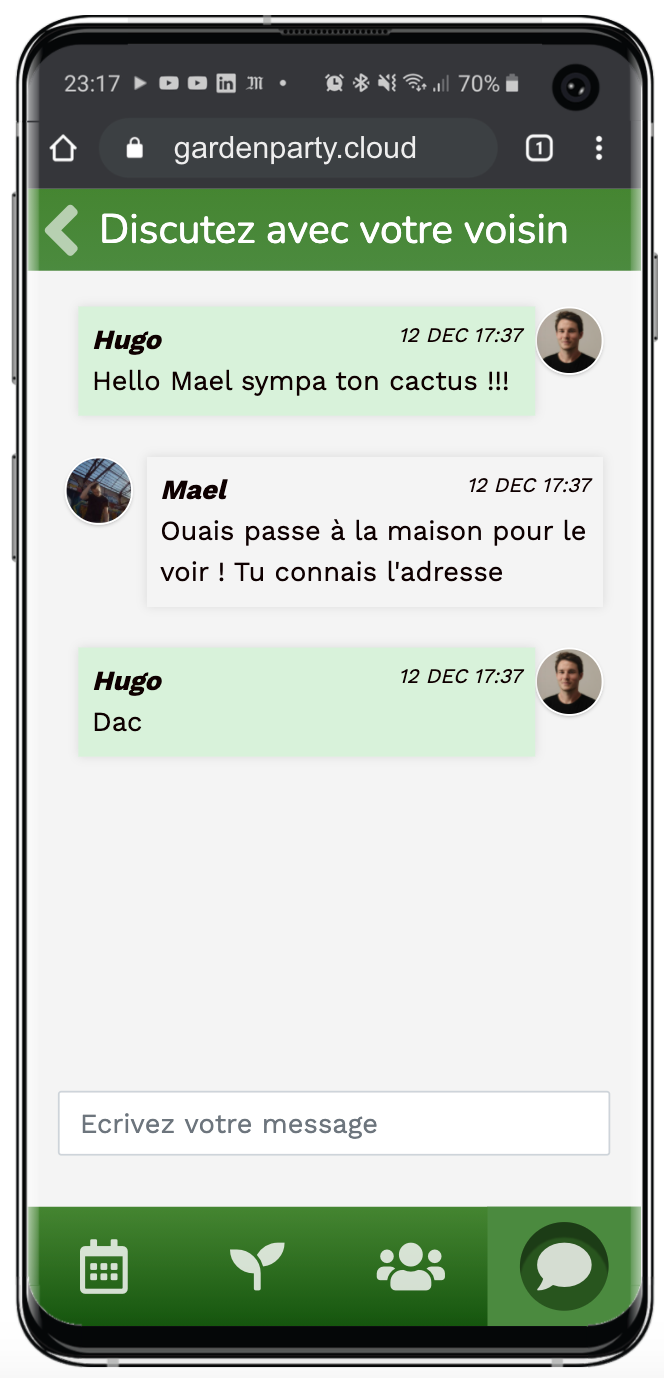 23:17
in
70%
gardenparty.cloud
1
Discutez avec votre voisin
Hugo
12 DEC 17:37
Hello Mael sympa ton cactus !!!
Mael
12 DEC 17:37
Ouais passe à la maison pour le
voir ! Tu connais l'adresse
Hugo
12 DEC 17:37
Dac
Ecrivez votre message